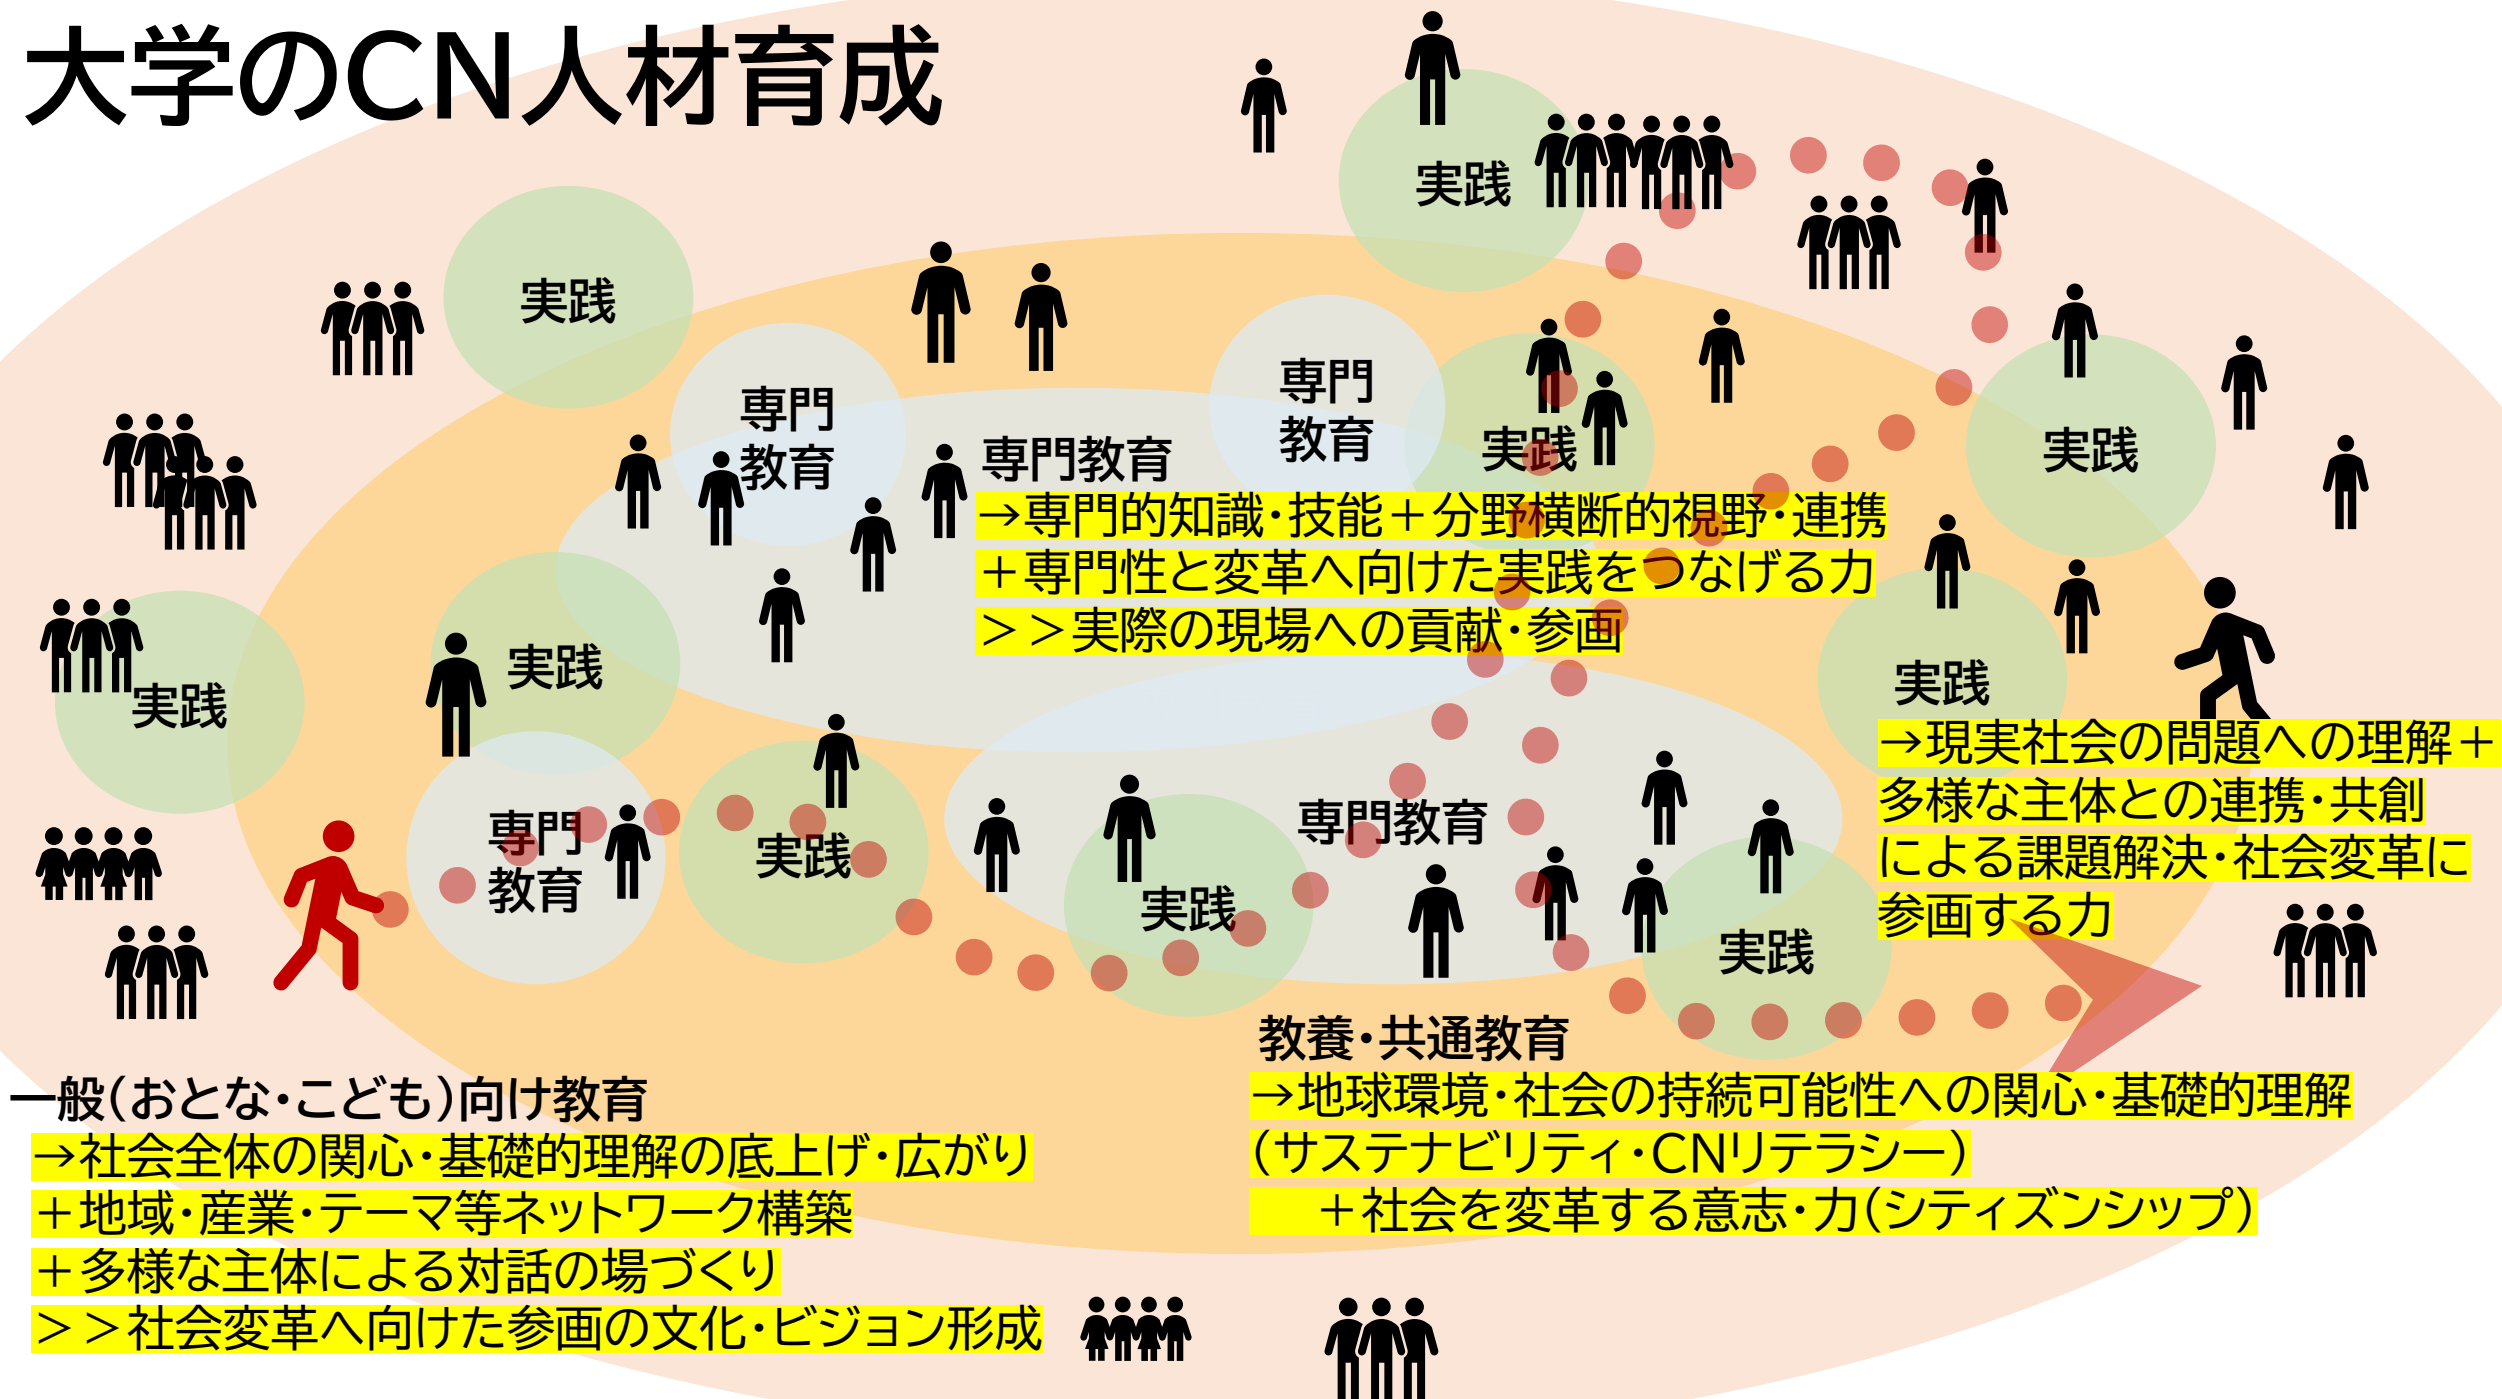 大学のCN人材育成
実践
実践
専門
教育
専門
教育
専門教育
実践
実践
→専門的知識・技能＋分野横断的視野・連携
＋専門性と変革へ向けた実践をつなげる力
＞＞実際の現場への貢献・参画
実践
実践
実践
→現実社会の問題への理解＋
多様な主体との連携・共創
による課題解決・社会変革に
参画する力
専門
教育
実践
専門教育
実践
実践
教養・共通教育
→地球環境・社会の持続可能性への関心・基礎的理解
（サステナビリティ・CNリテラシー）
＋社会を変革する意志・力（シティズンシップ）
一般（おとな・こども）向け教育
→社会全体の関心・基礎的理解の底上げ・広がり
＋地域・産業・テーマ等ネットワーク構築
＋多様な主体による対話の場づくり
＞＞社会変革へ向けた参画の文化・ビジョン形成